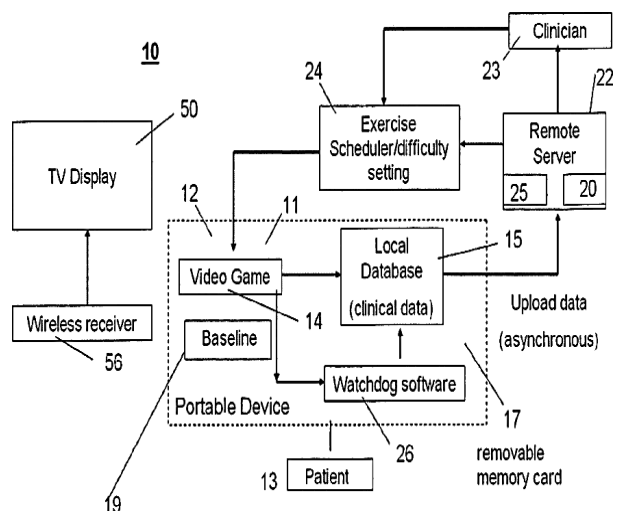 10
Clinician
23
22
24
50
Exercise
Scheduler/difficulty
setting
Remote
Server
25
20
TV Display
12
11
15
Local
Database
(clinical data)
Video Game
14
Upload data
(asynchronous)
Wireless receiver
56
Baseline
Watchdog software
Portable Device
17
26
removable
memory card
13
Patient
19